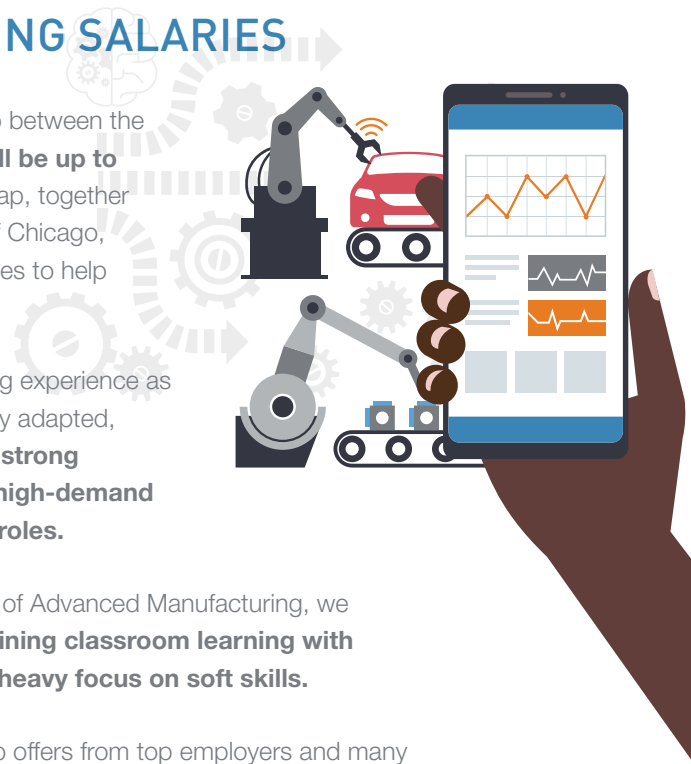 NG SALARIES
between the
ll be up to
ap, together
f Chicago,
es to help
ng experience as
y adapted,
strong
high-demand
roles.
of Advanced Manufacturing, we
ining classroom learning with
heavy focus on soft skills.
offers from top employers and many